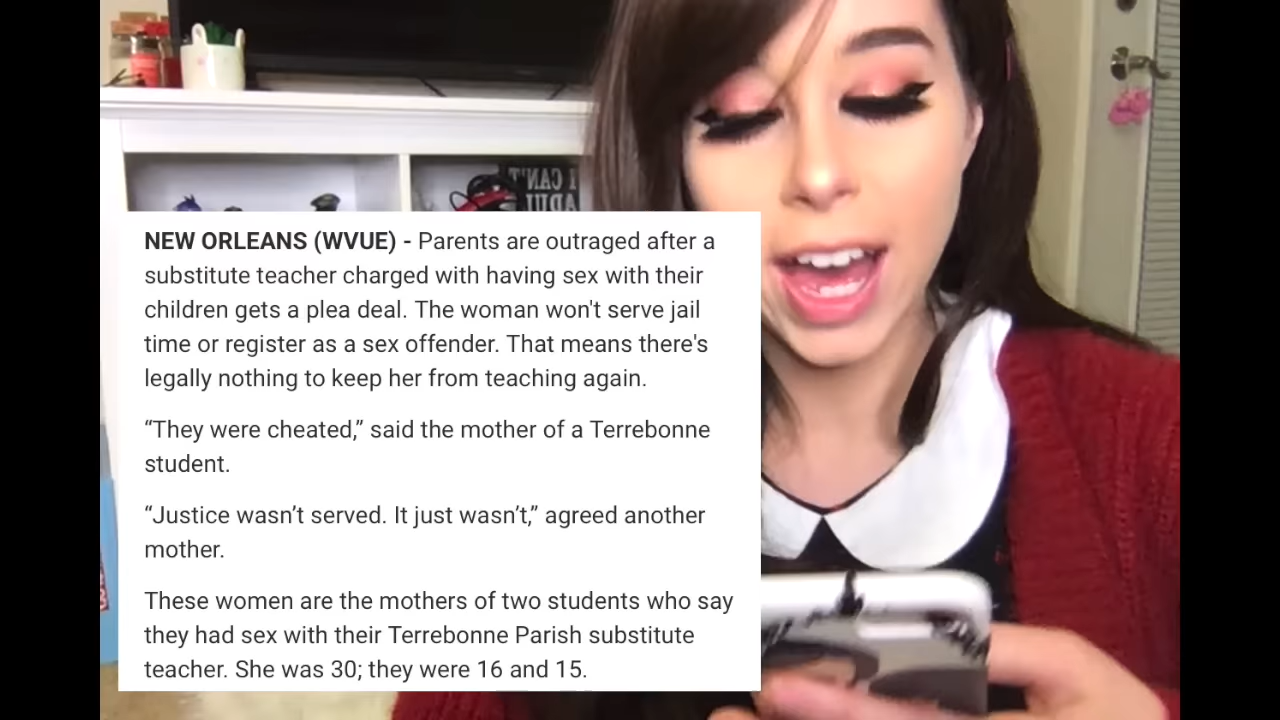 I CAN'T
ADUL
NEW ORLEANS (WVUE) - Parents are outraged after a
substitute teacher charged with having sex with their
children gets a plea deal. The woman won't serve jail
time or register as a sex offender. That means there's
legally nothing to keep her from teaching again.
“They were cheated,” said the mother of a Terrebonne
student.
“Justice wasn’t served. It just wasn’t,” agreed another
mother.
These women are the mothers of two students who say
they had sex with their Terrebonne Parish substitute
teacher. She was 30; they were 16 and 15.